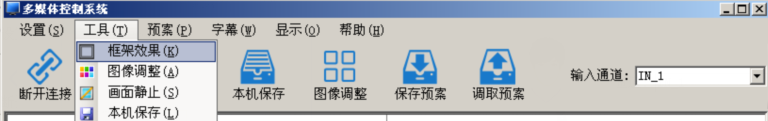 多媒体控制系统
设置(S) 工具(T) 预案(P) 字幕(W) 显示(O) 帮助(H)
框架效果(K)
图像调整(A)
画面静止(S)
本机保存(L)
断开连接 本机保存 图像调整 保存预案 调取预案 输入通道: IN_1